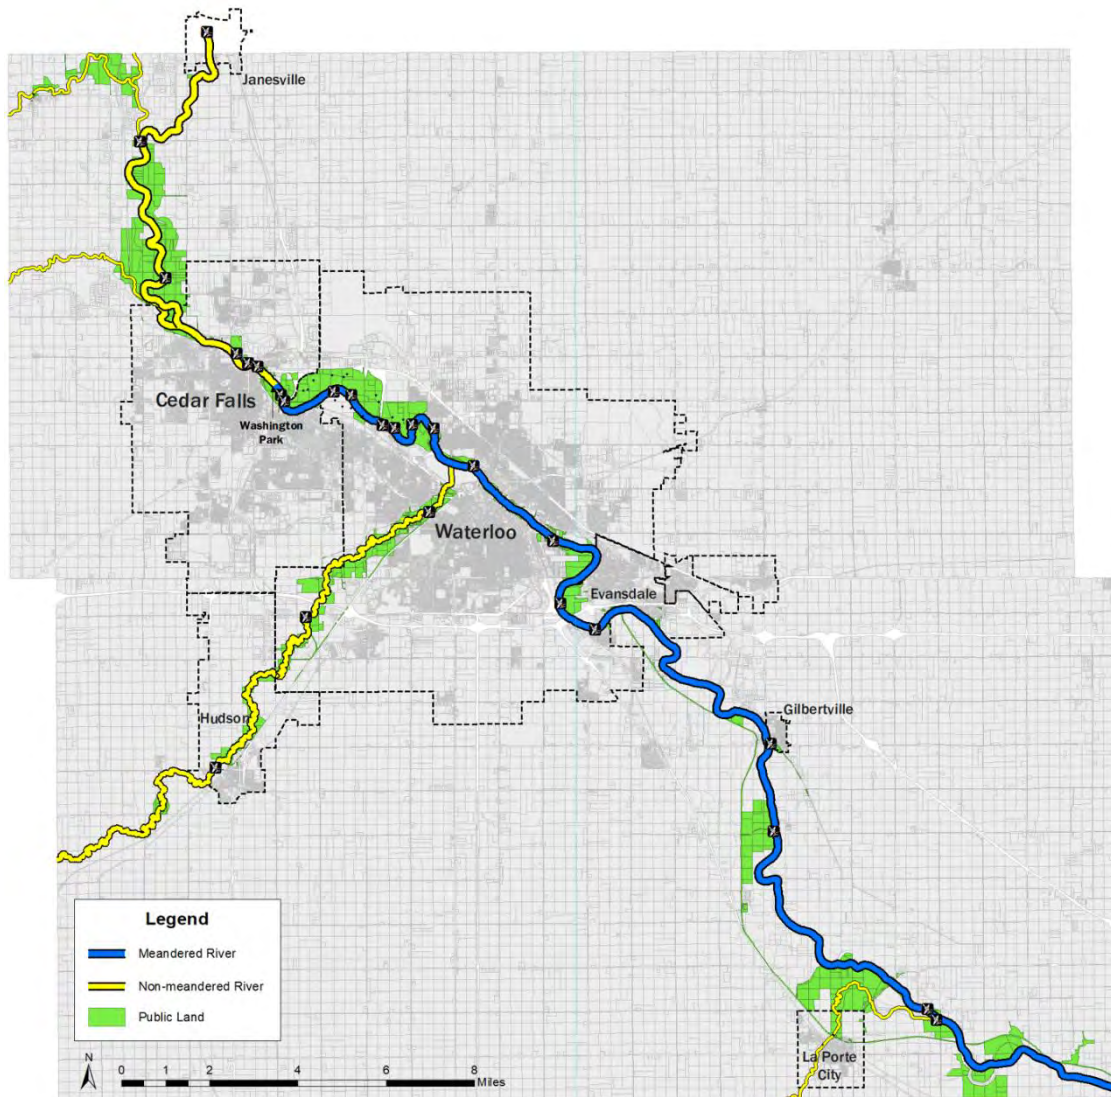 Janesville
Cedar Falls
Washington
Park
Waterloo
Evansdale
Hudson
Gilbertville
La Porte
City
Legend
Meandered River
Non-meandered River
Public Land
N
0 1 2 4 6 8
Miles